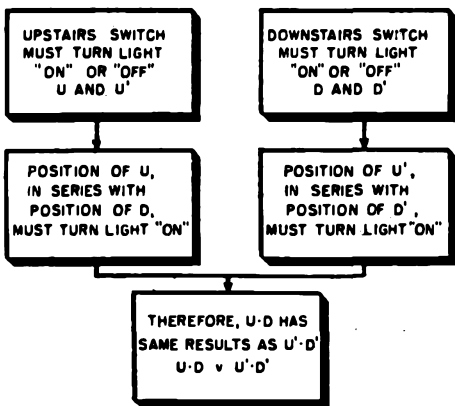 UPSTAIRS SWITCH
MUST TURN LIGHT
"ON" OR "OFF"
U AND U'
DOWNSTAIRS SWITCH
MUST TURN LIGHT
"ON" OR "OFF"
D AND D'
POSITION OF U,
IN SERIES WITH
POSITION OF D,
MUST TURN LIGHT "ON"
POSITION OF U',
IN SERIES WITH
POSITION OF D',
MUST TURN LIGHT "ON"
THEREFORE, U·D HAS
SAME RESULTS AS U'·D'
U·D v U'·D'